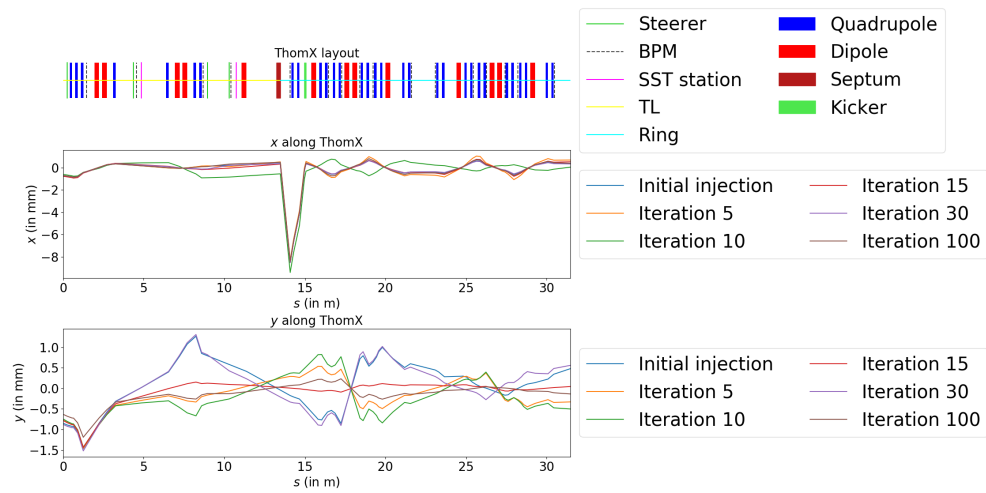 ThomX layout
Steerer
BPM
SST station
TL
Ring
Quadrupole
Dipole
Septum
Kicker
x along ThomX
x (in mm)
0
−2
−4
−6
−8
0 5 10 15 20 25 30
s (in m)
Initial injection
Iteration 5
Iteration 10
Iteration 15
Iteration 30
Iteration 100
y along ThomX
y (in mm)
1.0
0.5
0.0
−0.5
−1.0
−1.5
0 5 10 15 20 25 30
s (in m)
Initial injection
Iteration 5
Iteration 10
Iteration 15
Iteration 30
Iteration 100